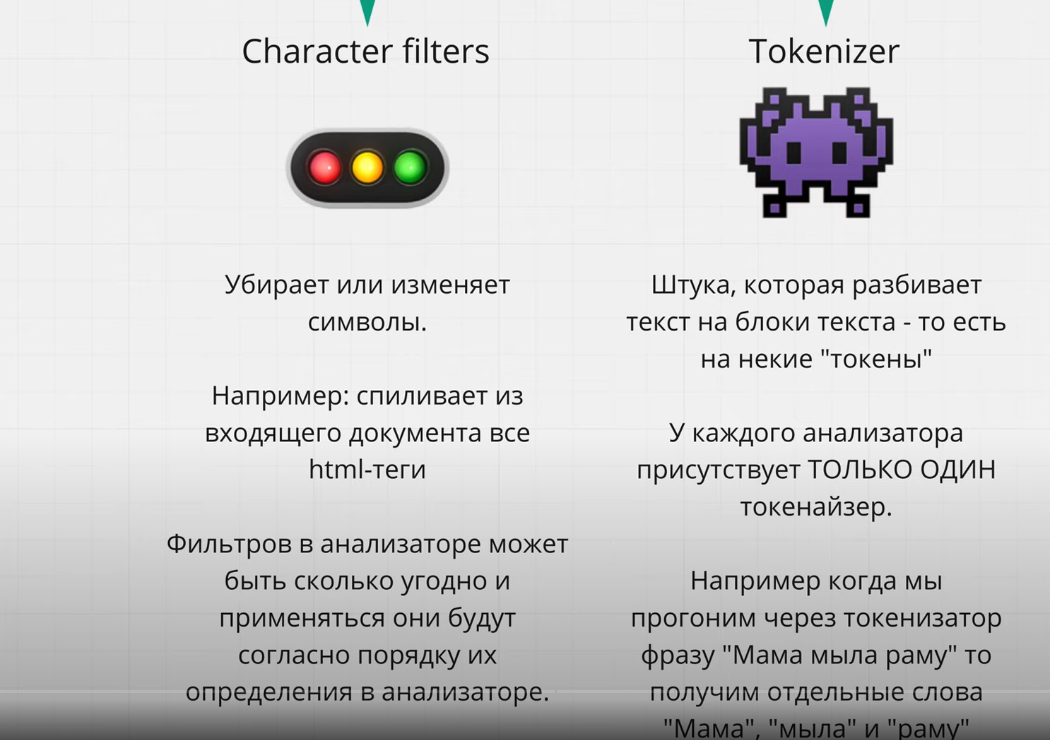 Character filters
Убирает или изменяет
символы.
Например: спиливает из
входящего документа все
html-теги
Фильтров в анализаторе может
быть сколько угодно и
применяться они будут
согласно порядку их
определения в анализаторе.
Tokenizer
Штука, которая разбивает
текст на блоки текста - то есть
на некие "токены"
У каждого анализатора
присутствует ТОЛЬКО ОДИН
токенайзер.
Например когда мы
прогоним через токенизатор
фразу "Мама мыла раму" то
получим отдельные слова
"Мама", "мыла" и "раму"